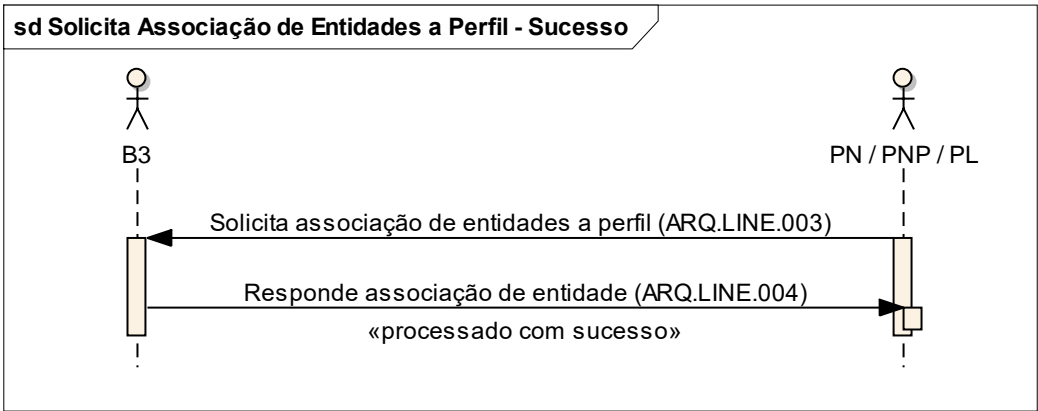 sd Solicita Associação de Entidades a Perfil - Sucesso
B3
PN / PNP / PL
Solicita associação de entidades a perfil (ARQ.LINE.003)
Responde associação de entidade (ARQ.LINE.004)
«processado com sucesso»